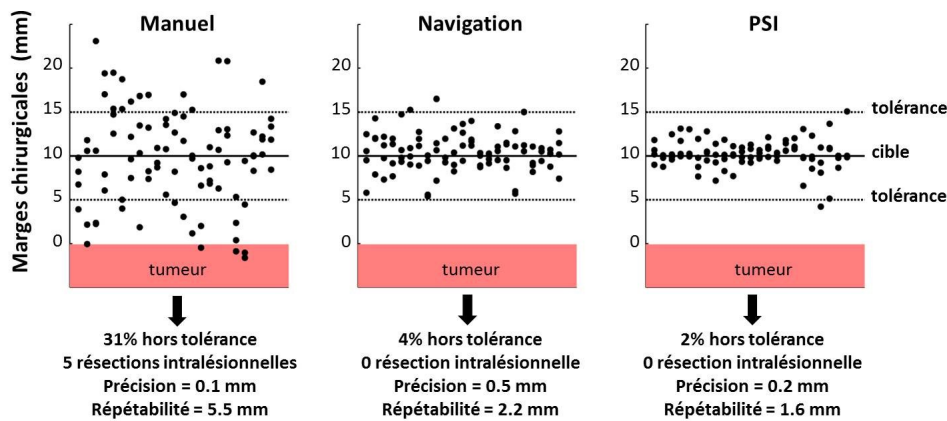 Manuel
Navigation
PSI
Marges chirurgicales (mm)
20
15
10
5
0
tumeur
20
15
10
5
0
tumeur
20
15
10
5
0
tumeur
tolérance
cible
tolérance
31% hors tolérance
5 résections intralésionnelles
Précision = 0.1 mm
Répétabilité = 5.5 mm
4% hors tolérance
0 résection intralésionnelle
Précision = 0.5 mm
Répétabilité = 2.2 mm
2% hors tolérance
0 résection intralésionnelle
Précision = 0.2 mm
Répétabilité = 1.6 mm